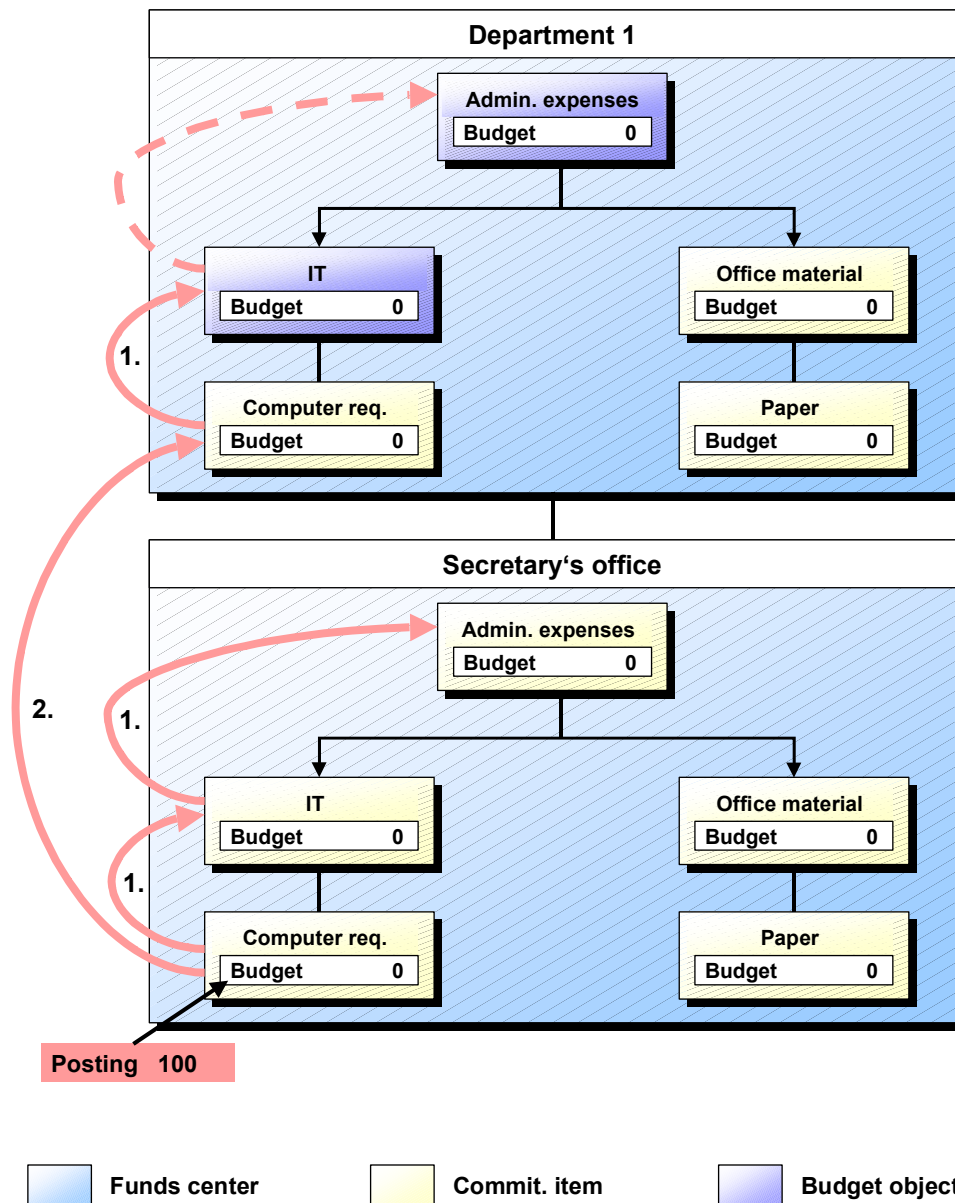 Department 1
Admin. expenses
Budget 0
IT
Budget 0
Office material
Budget 0
1.
Computer req.
Budget 0
Paper
Budget 0
Secretary‘s office
Admin. expenses
Budget 0
2.
1.
IT
Budget 0
Office material
Budget 0
1.
Computer req.
Budget 0
Paper
Budget 0
Posting 100
Funds center
Commit. item
Budget object